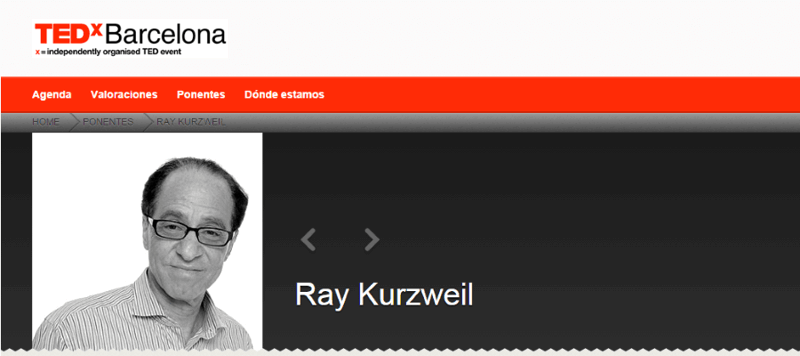 TEDxBarcelona
x = independently organised TED event
Agenda Valoraciones Ponentes Dónde estamos
HOME PONENTES RAY KURZWEIL
Ray Kurzweil